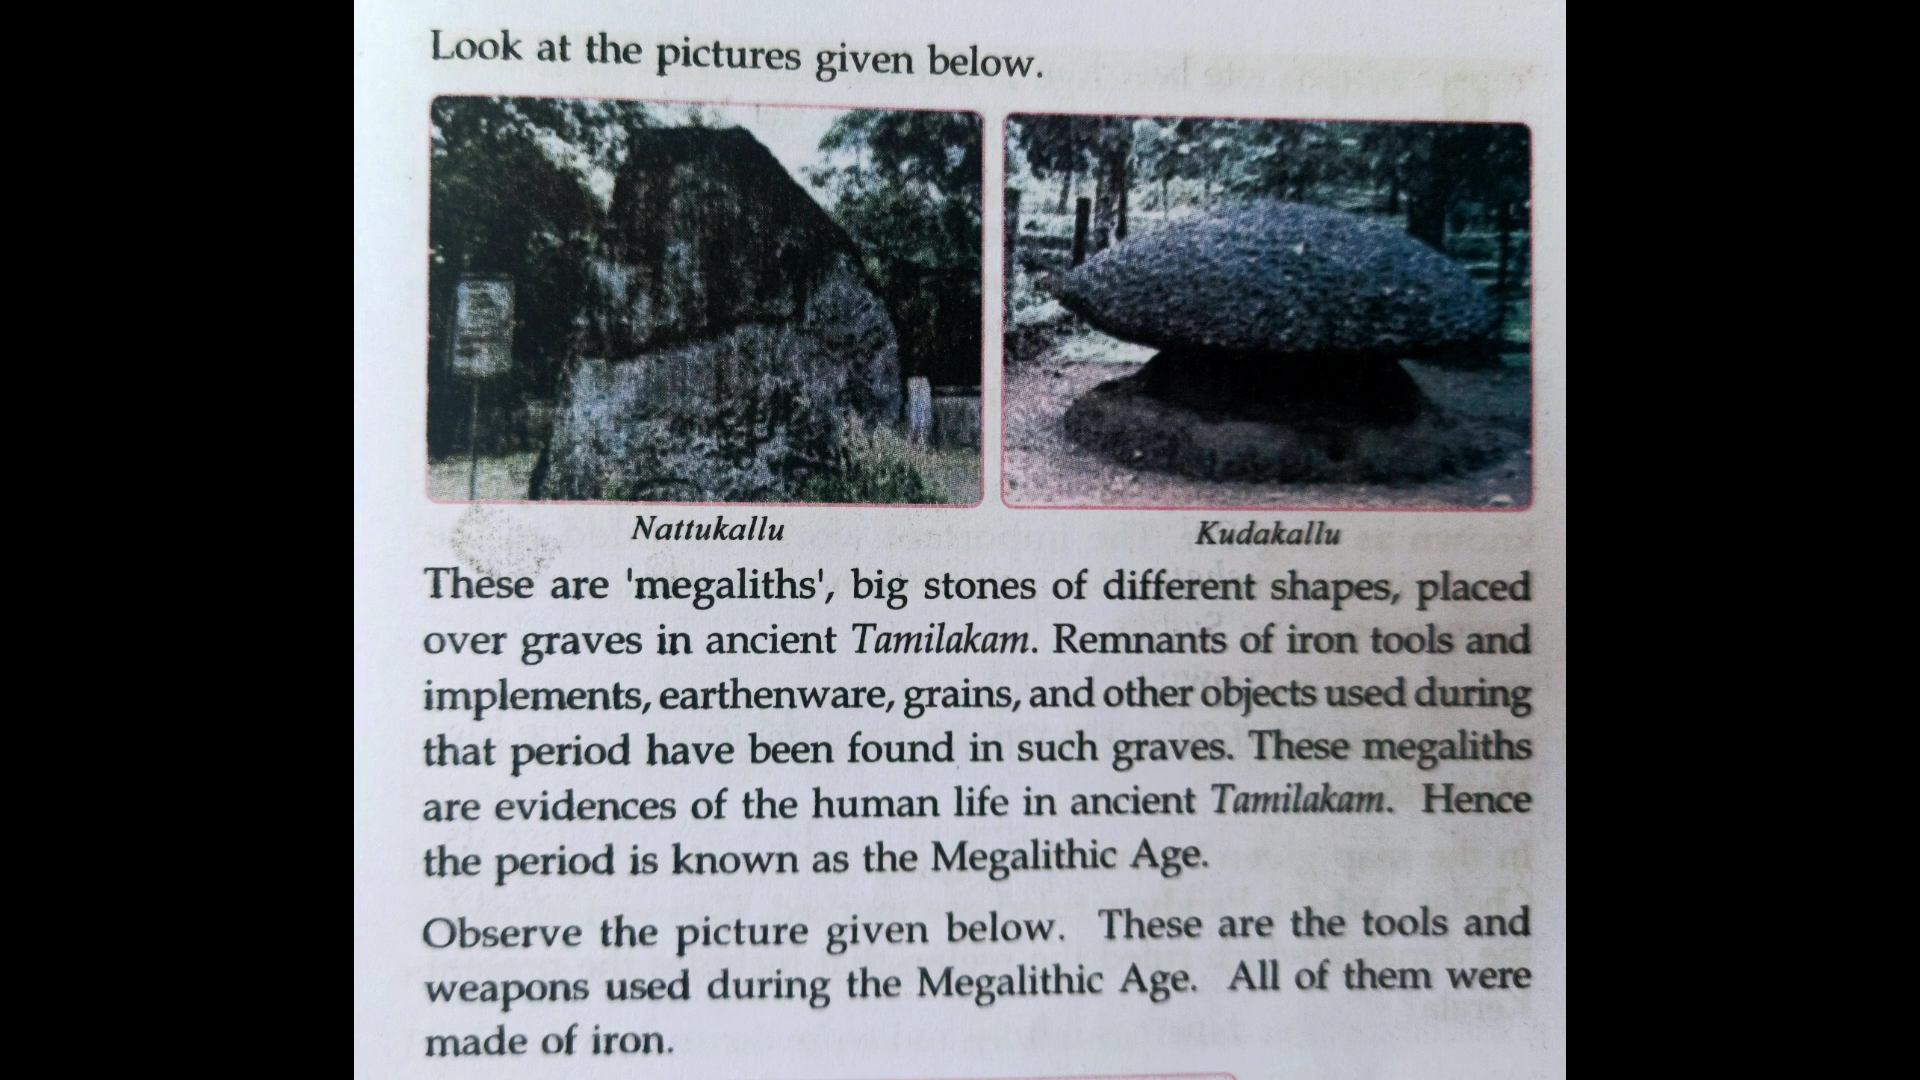 Look at the pictures given below.
Nattukallu
Kudakallu
These are 'megaliths', big stones of different shapes, placed
over graves in ancient Tamilakam. Remnants of iron tools and
implements, earthenware, grains, and other objects used during
that period have been found in such graves. These megaliths
are evidences of the human life in ancient Tamilakam. Hence
the period is known as the Megalithic Age.
Observe the picture given below. These are the tools and
weapons used during the Megalithic Age. All of them were
made of iron.